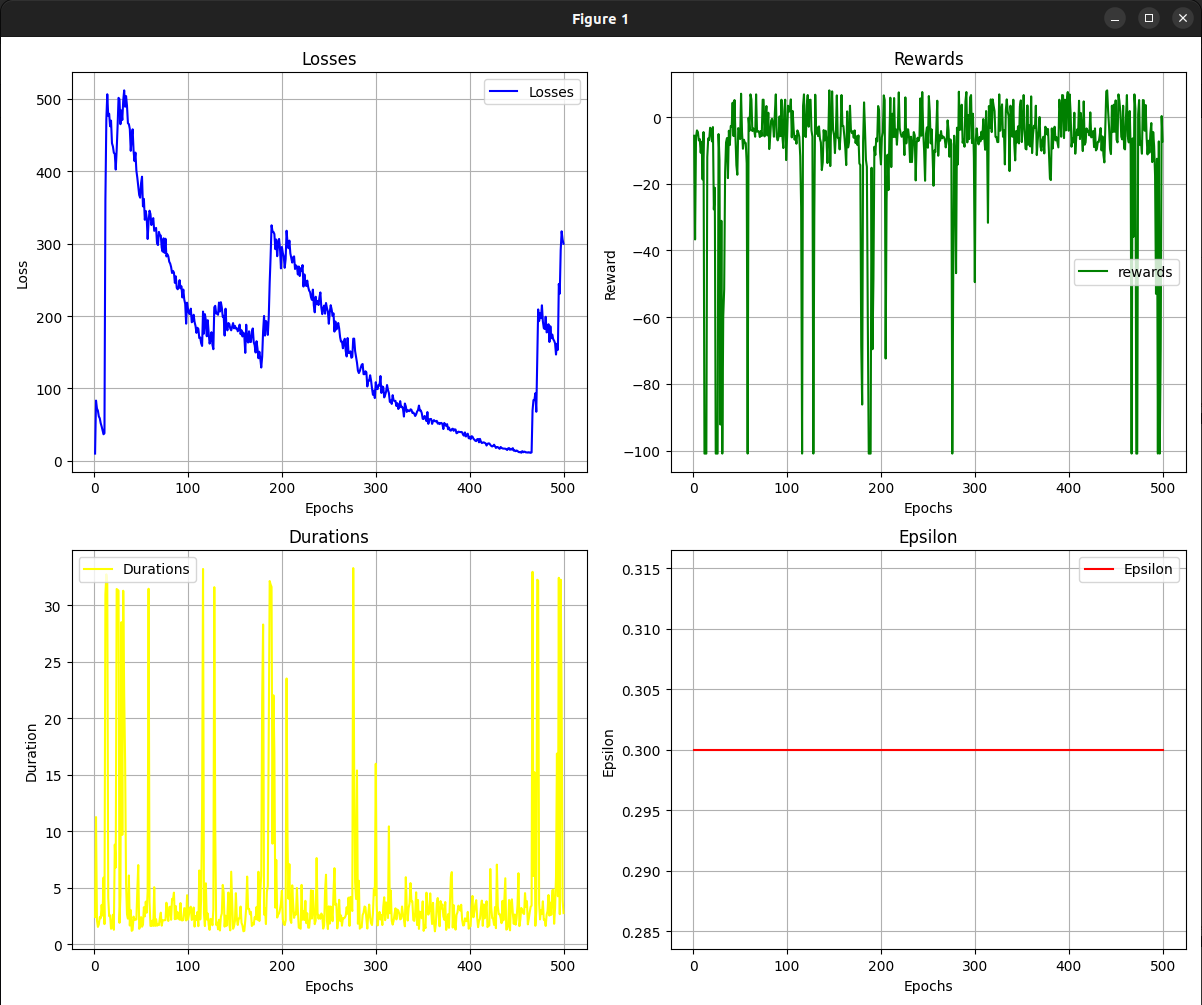 Figure 1
Losses
Losses
500
400
300
200
100
0
Loss
0 100 200 300 400 500
Epochs
Rewards
rewards
0
−20
−40
−60
−80
−100
Reward
0 100 200 300 400 500
Epochs
Durations
Durations
30
25
20
15
10
5
0
Duration
0 100 200 300 400 500
Epochs
Epsilon
Epsilon
0.315
0.310
0.305
0.300
0.295
0.290
0.285
Epsilon
0 100 200 300 400 500
Epochs